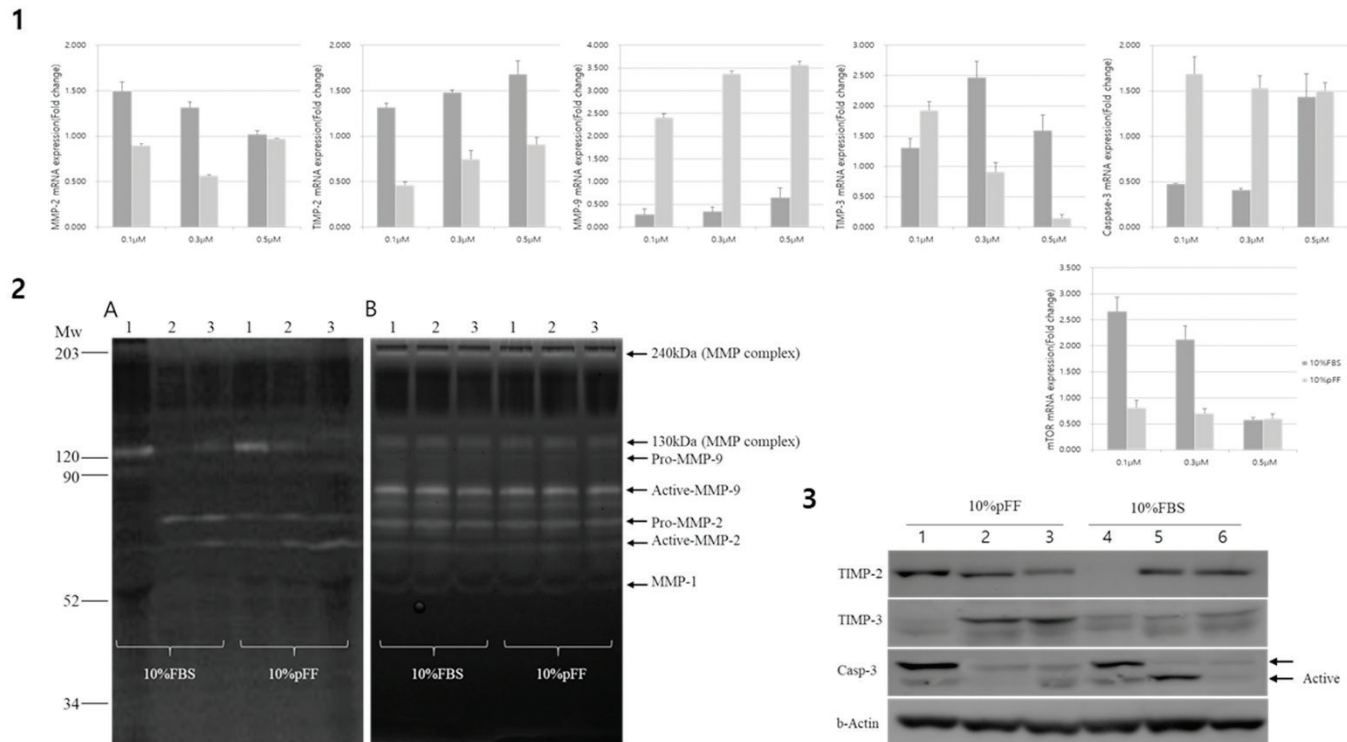 1
MMP-2 mRNA expression(Fold change)
2.000
1.500
1.000
0.500
0.000
0.1μM 0.3μM 0.5μM
TIMP-2 mRNA expression(Fold change)
2.000
1.500
1.000
0.500
0.000
0.1μM 0.3μM 0.5μM
MMP-9 mRNA expression(Fold change)
4.000
3.500
3.000
2.500
2.000
1.500
1.000
0.500
0.000
0.1μM 0.3μM 0.5μM
TIMP-3 mRNA expression(Fold change)
3.000
2.500
2.000
1.500
1.000
0.500
0.000
0.1μM 0.3μM 0.5μM
Caspase-3 mRNA expression(Fold change)
2.000
1.500
1.000
0.500
0.000
0.1μM 0.3μM 0.5μM
mTOR mRNA expression(Fold change)
3.500
3.000
2.500
2.000
1.500
1.000
0.500
0.000
0.1μM 0.3μM 0.5μM
10%FBS
10%pFF
2
A
Mw
1 2 3 1 2 3
203
120
90
52
34
10%FBS 10%pFF
B
1 2 3 1 2 3
240kDa (MMP complex)
130kDa (MMP complex)
Pro-MMP-9
Active-MMP-9
Pro-MMP-2
Active-MMP-2
MMP-1
10%FBS 10%pFF
3
10%pFF 10%FBS
1 2 3 4 5 6
TIMP-2
TIMP-3
Casp-3
Active
b-Actin